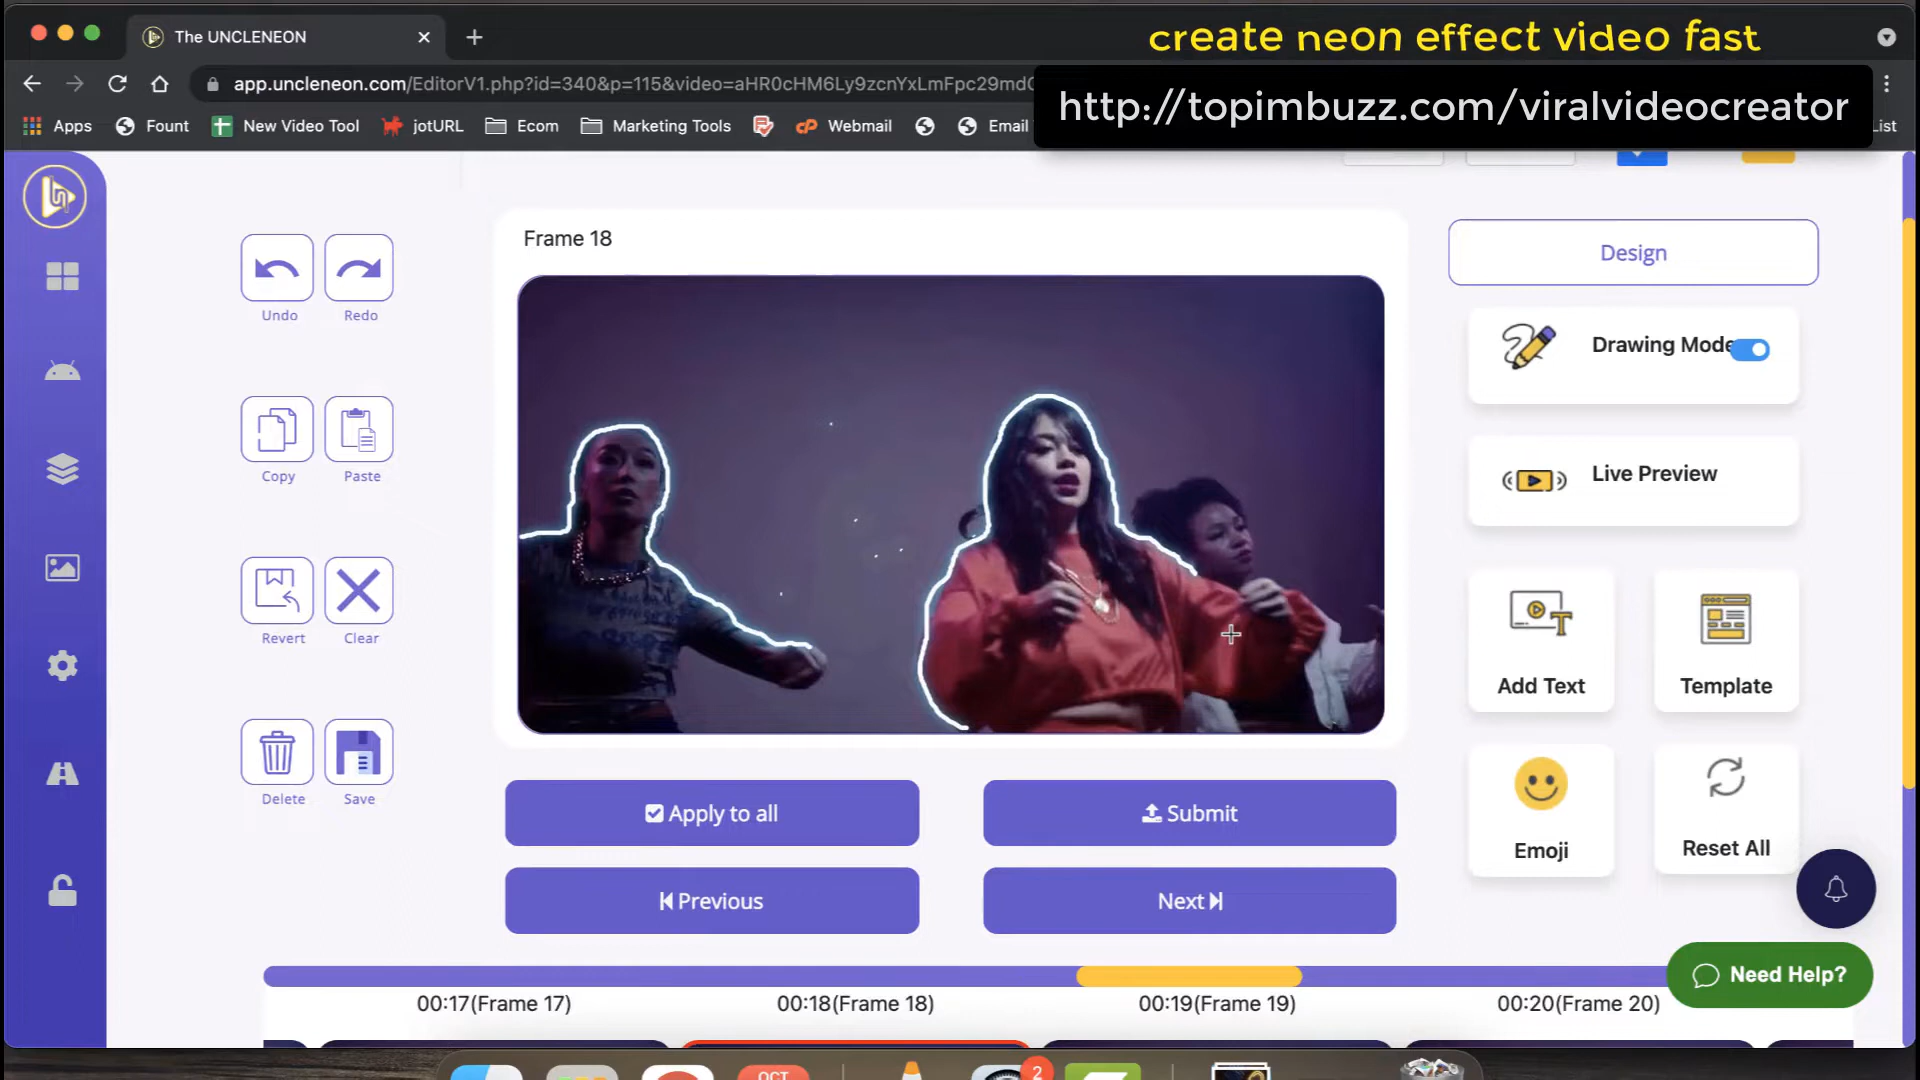 The UNCLENEON
create neon effect video fast
app.uncleneon.com/EditorV1.php?id=340&p=115&video=aHR0cHM6Ly9zcnYxLmFpc29mdG
http://topimbuzz.com/viralvideocreator
Apps
Fount
New Video Tool
jotURL
Ecom
Marketing Tools
Webmail
Email
List
Frame 18
Design
Undo
Redo
Drawing Mode
Copy
Paste
Live Preview
Revert
Clear
Add Text
Template
Delete
Save
Apply to all
Submit
Emoji
Reset All
Previous
Next
Need Help?
00:17(Frame 17)
00:18(Frame 18)
00:19(Frame 19)
00:20(Frame 20)
OCT
2